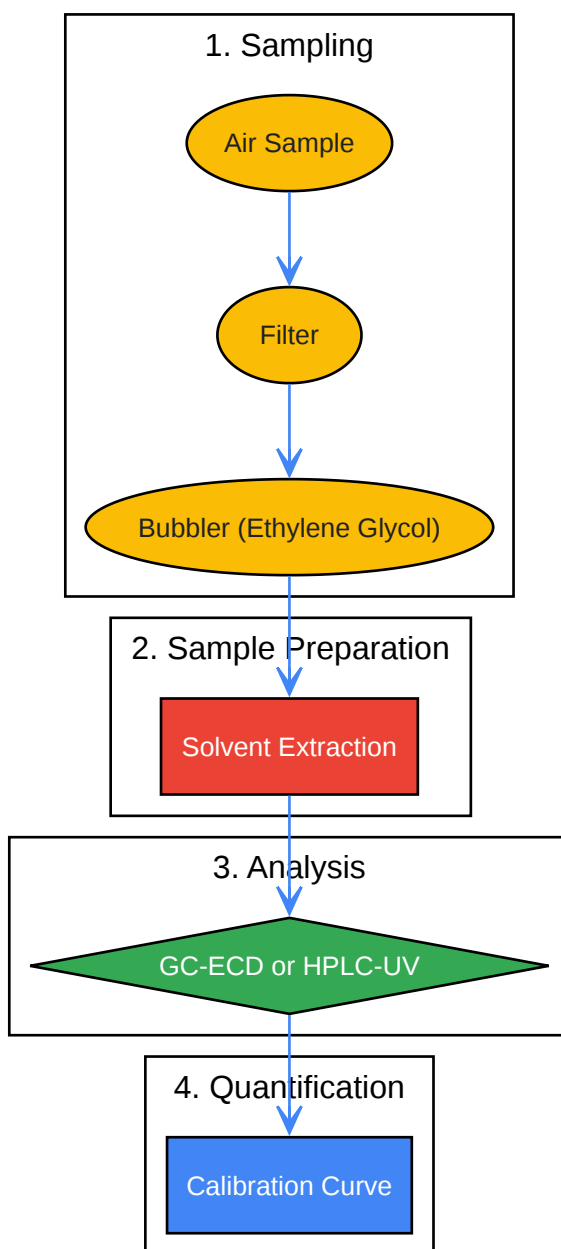 1. Sampling
Air Sample
Filter
Bubbler (Ethylene Glycol)
2. Sample Preparation
Solvent Extraction
3. Analysis
GC-ECD or HPLC-UV
4. Quantification
Calibration Curve